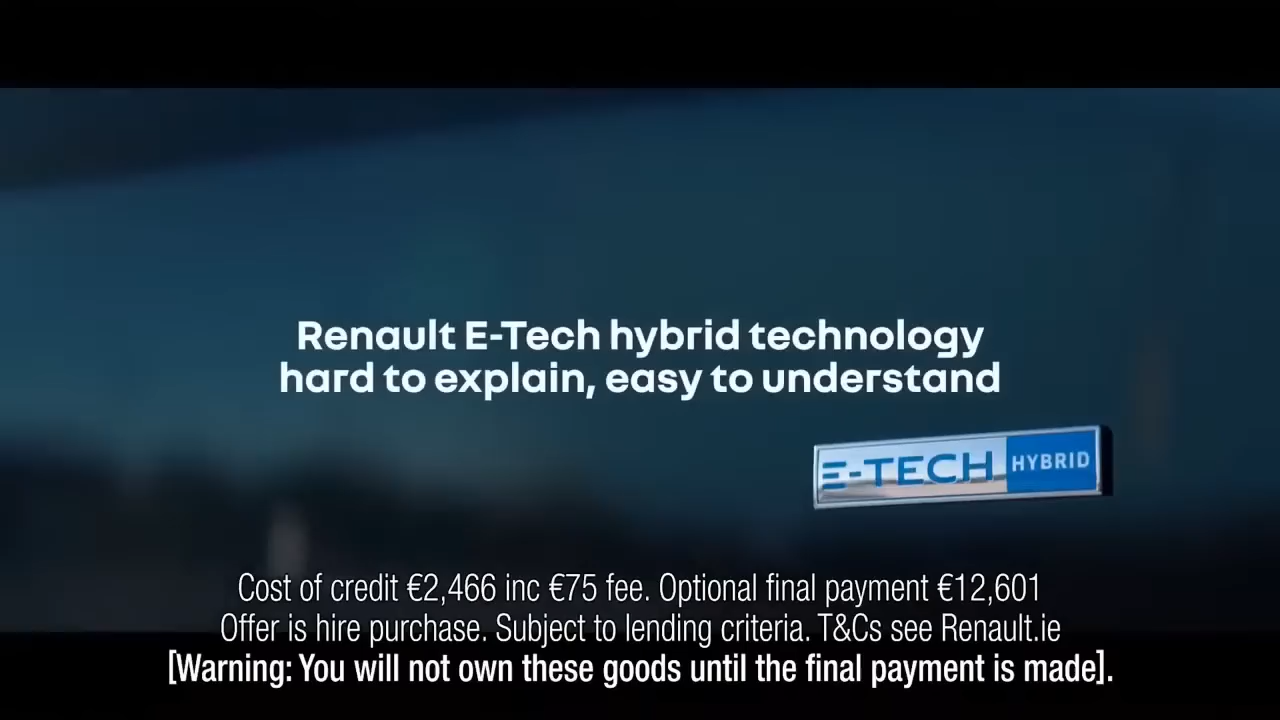 Renault E-Tech hybrid technology
hard to explain, easy to understand
E-TECH HYBRID
Cost of credit €2,466 inc €75 fee. Optional final payment €12,601
Offer is hire purchase. Subject to lending criteria. T&Cs see Renault.ie
[Warning: You will not own these goods until the final payment is made].